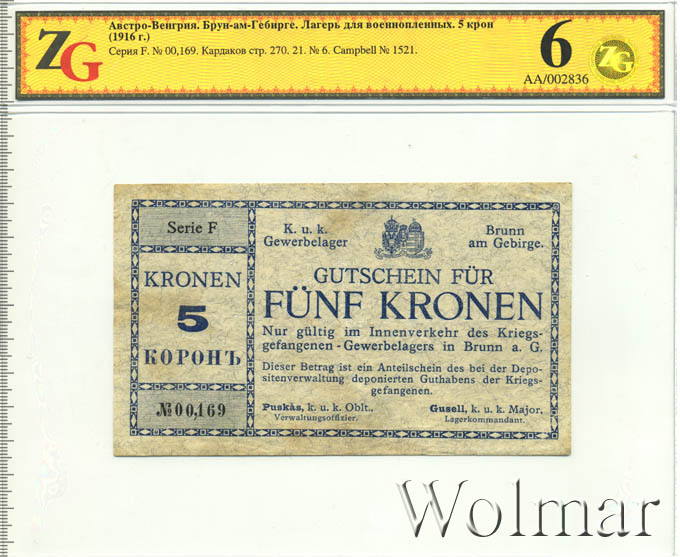 ZG
Австро-Венгрия. Брун-ам-Гебирге. Лагерь для военнопленных. 5 крон
(1916 г.)
Серия F. № 00,169. Кардаков стр. 270. 21. № 6. Campbell № 1521.
6
ZG
AA/002836
Serie F
KRONEN
5
КОРОНЪ
№00,169
K. u. k.
Gewerbelager
Brunn
am Gebirge.
GUTSCHEIN FÜR
FÜNF KRONEN
Nur gültig im Innenverkehr des Kriegs-
gefangenen - Gewerbelagers in Brunn a. G.
Dieser Betrag ist ein Anteilschein des bei der Depo-
sitenverwaltung deponierten Guthabens der Kriegs-
gefangenen.
Puskás, k. u. k. Oblt.,
Verwaltungsoffizier.
Gusell, k. u. k. Major,
Lagerkommandant.
Wolmar